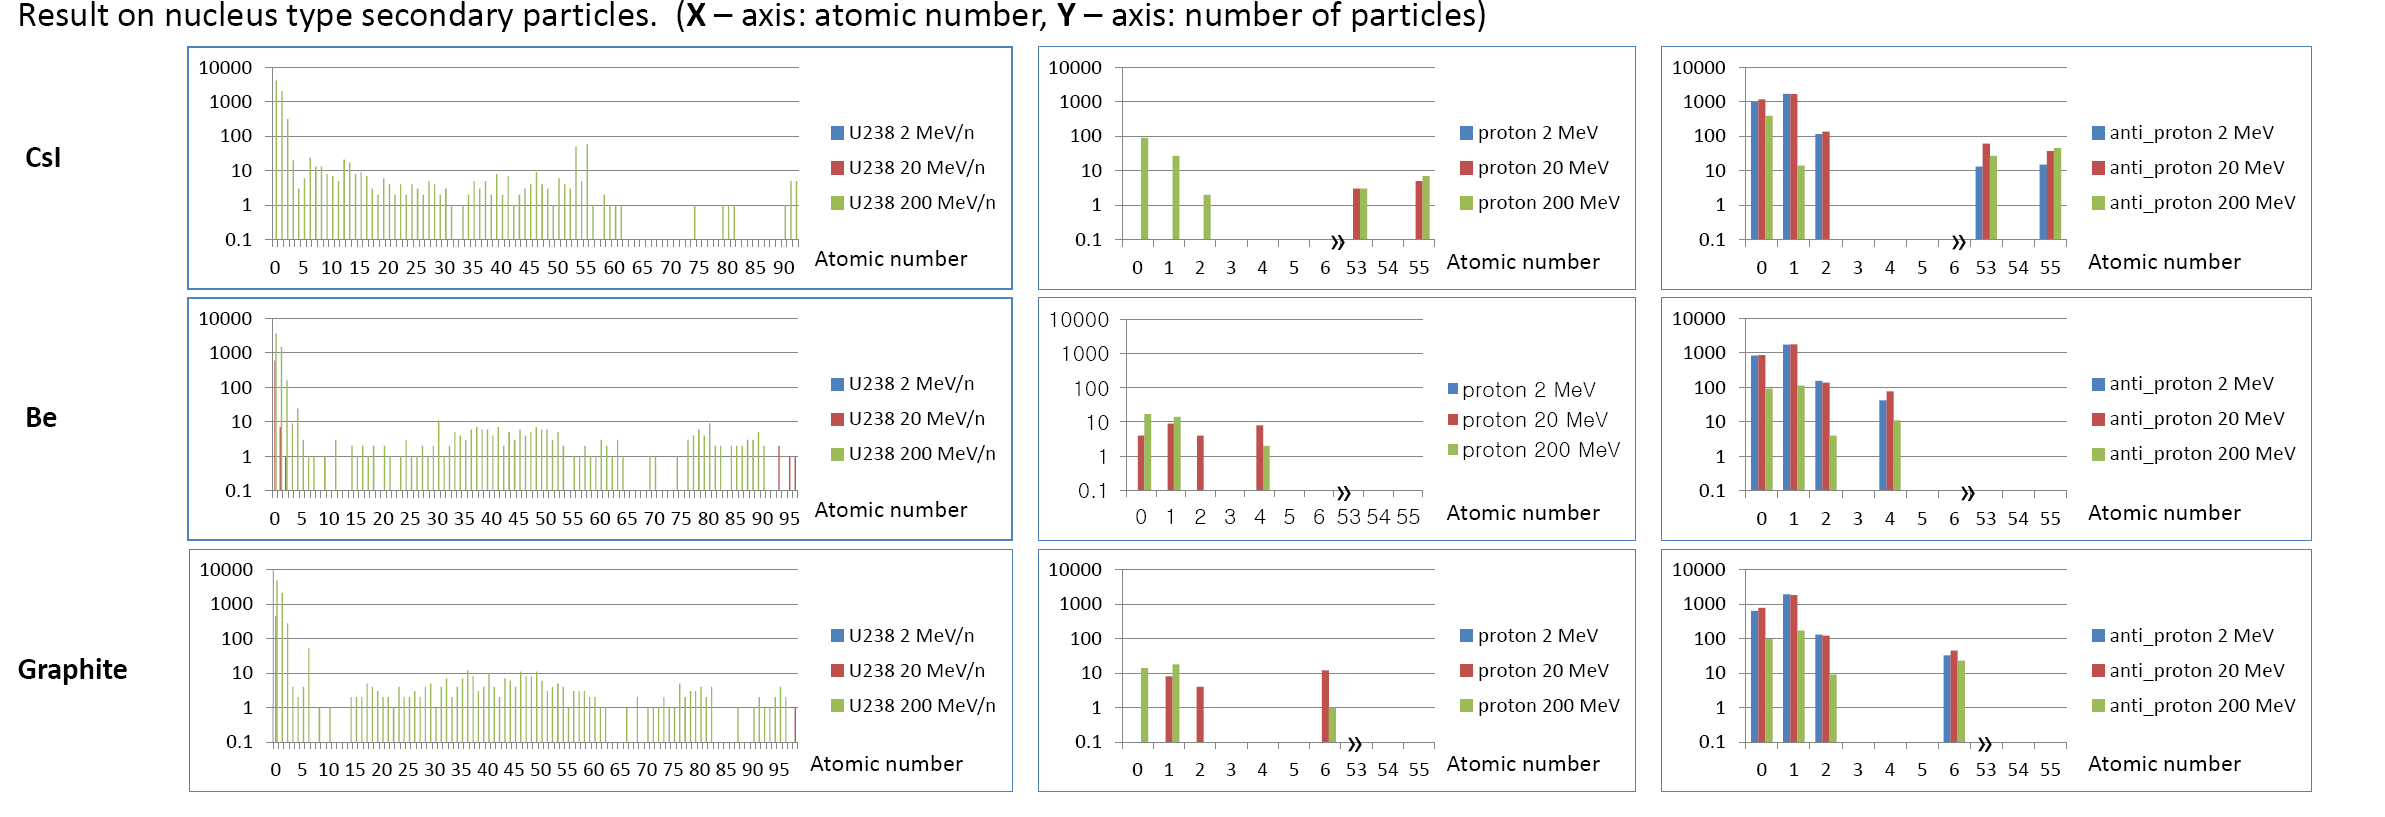 Result on nucleus type secondary particles. (X – axis: atomic number, Y – axis: number of particles)
CsI
10000
1000
100
10
1
0.1
0 5 10 15 20 25 30 35 40 45 50 55 60 65 70 75 80 85 90
Atomic number
U238 2 MeV/n
U238 20 MeV/n
U238 200 MeV/n
10000
1000
100
10
1
0.1
0 1 2 3 4 5 6 » 53 54 55
Atomic number
proton 2 MeV
proton 20 MeV
proton 200 MeV
10000
1000
100
10
1
0.1
0 1 2 3 4 5 6 » 53 54 55
Atomic number
anti_proton 2 MeV
anti_proton 20 MeV
anti_proton 200 MeV
Be
10000
1000
100
10
1
0.1
0 5 10 15 20 25 30 35 40 45 50 55 60 65 70 75 80 85 90 95
Atomic number
U238 2 MeV/n
U238 20 MeV/n
U238 200 MeV/n
10000
1000
100
10
1
0.1
0 1 2 3 4 5 6 » 53 54 55
Atomic number
proton 2 MeV
proton 20 MeV
proton 200 MeV
10000
1000
100
10
1
0.1
0 1 2 3 4 5 6 » 53 54 55
Atomic number
anti_proton 2 MeV
anti_proton 20 MeV
anti_proton 200 MeV
Graphite
10000
1000
100
10
1
0.1
0 5 10 15 20 25 30 35 40 45 50 55 60 65 70 75 80 85 90 95
Atomic number
U238 2 MeV/n
U238 20 MeV/n
U238 200 MeV/n
10000
1000
100
10
1
0.1
0 1 2 3 4 5 6 » 53 54 55
Atomic number
proton 2 MeV
proton 20 MeV
proton 200 MeV
10000
1000
100
10
1
0.1
0 1 2 3 4 5 6 » 53 54 55
Atomic number
anti_proton 2 MeV
anti_proton 20 MeV
anti_proton 200 MeV